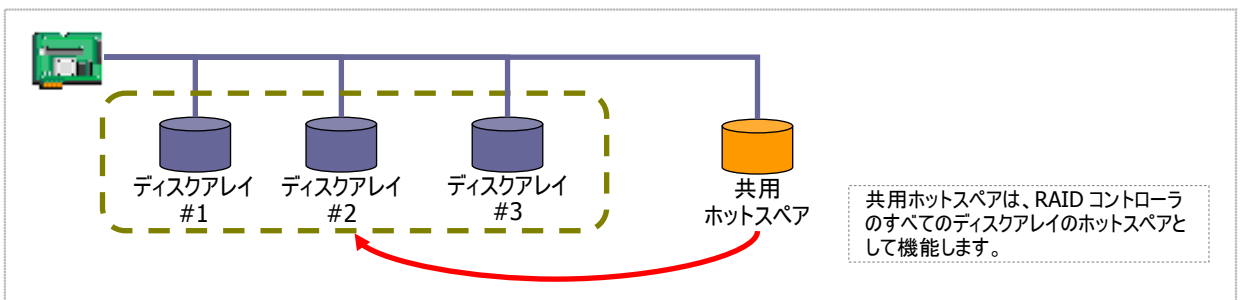 ディスクアレイ
#1
ディスクアレイ
#2
ディスクアレイ
#3
共用
ホットスペア
共用ホットスペアは、RAID コントローラ
のすべてのディスクアレイのホットスペアと
して機能します。